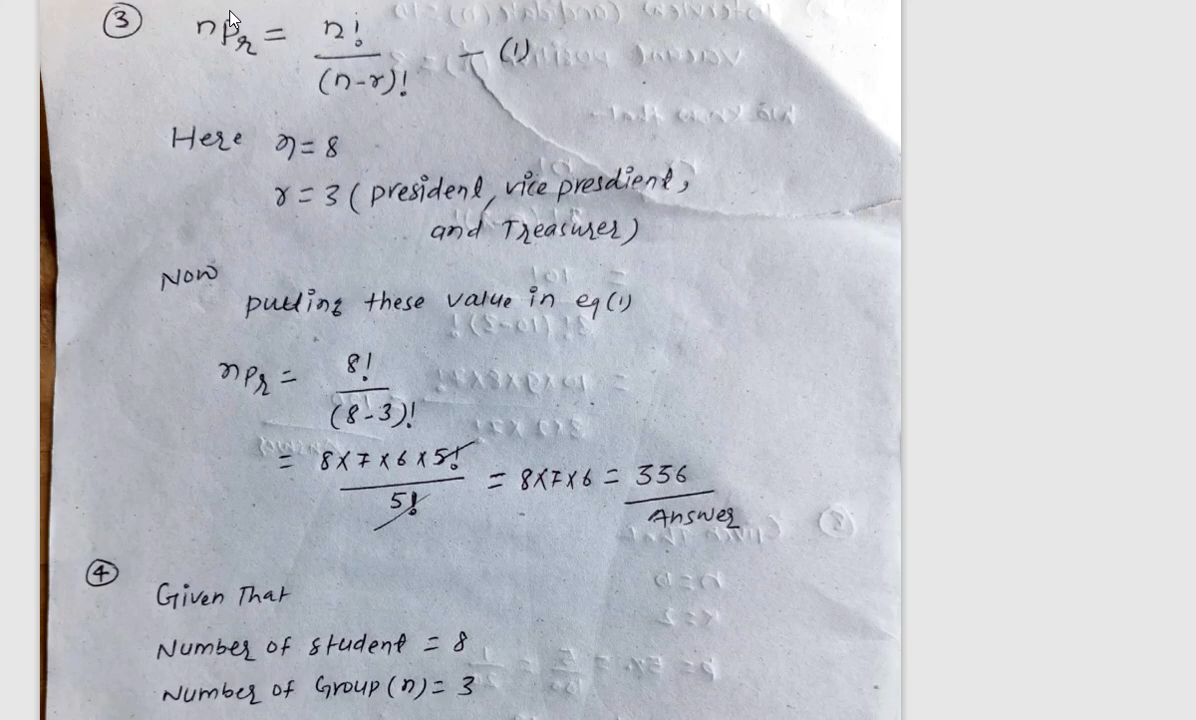 ③ nPr = n! / (n-r)! - (1)
Here n = 8
r = 3 ( president, vice presdient,
and Treasurer)
Now
putting these value in eq (1)
nPr = 8! / (8-3)!
= 8×7×6×5! / 5! = 8×7×6 = 336
Answer
④ Given That
Number of student = 8
Number of Group (n) = 3